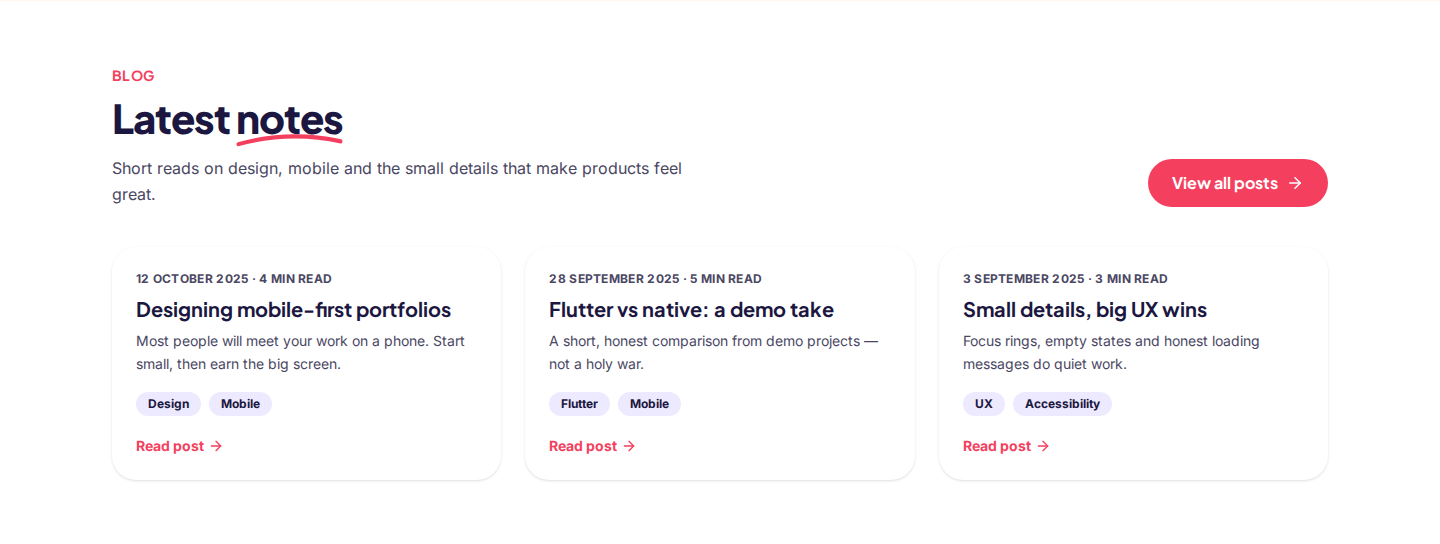 BLOG
Latest notes
Short reads on design, mobile and the small details that make products feel
great.
View all posts →
12 OCTOBER 2025 · 4 MIN READ
Designing mobile-first portfolios
Most people will meet your work on a phone. Start
small, then earn the big screen.
Design Mobile
Read post →
28 SEPTEMBER 2025 · 5 MIN READ
Flutter vs native: a demo take
A short, honest comparison from demo projects —
not a holy war.
Flutter Mobile
Read post →
3 SEPTEMBER 2025 · 3 MIN READ
Small details, big UX wins
Focus rings, empty states and honest loading
messages do quiet work.
UX Accessibility
Read post →